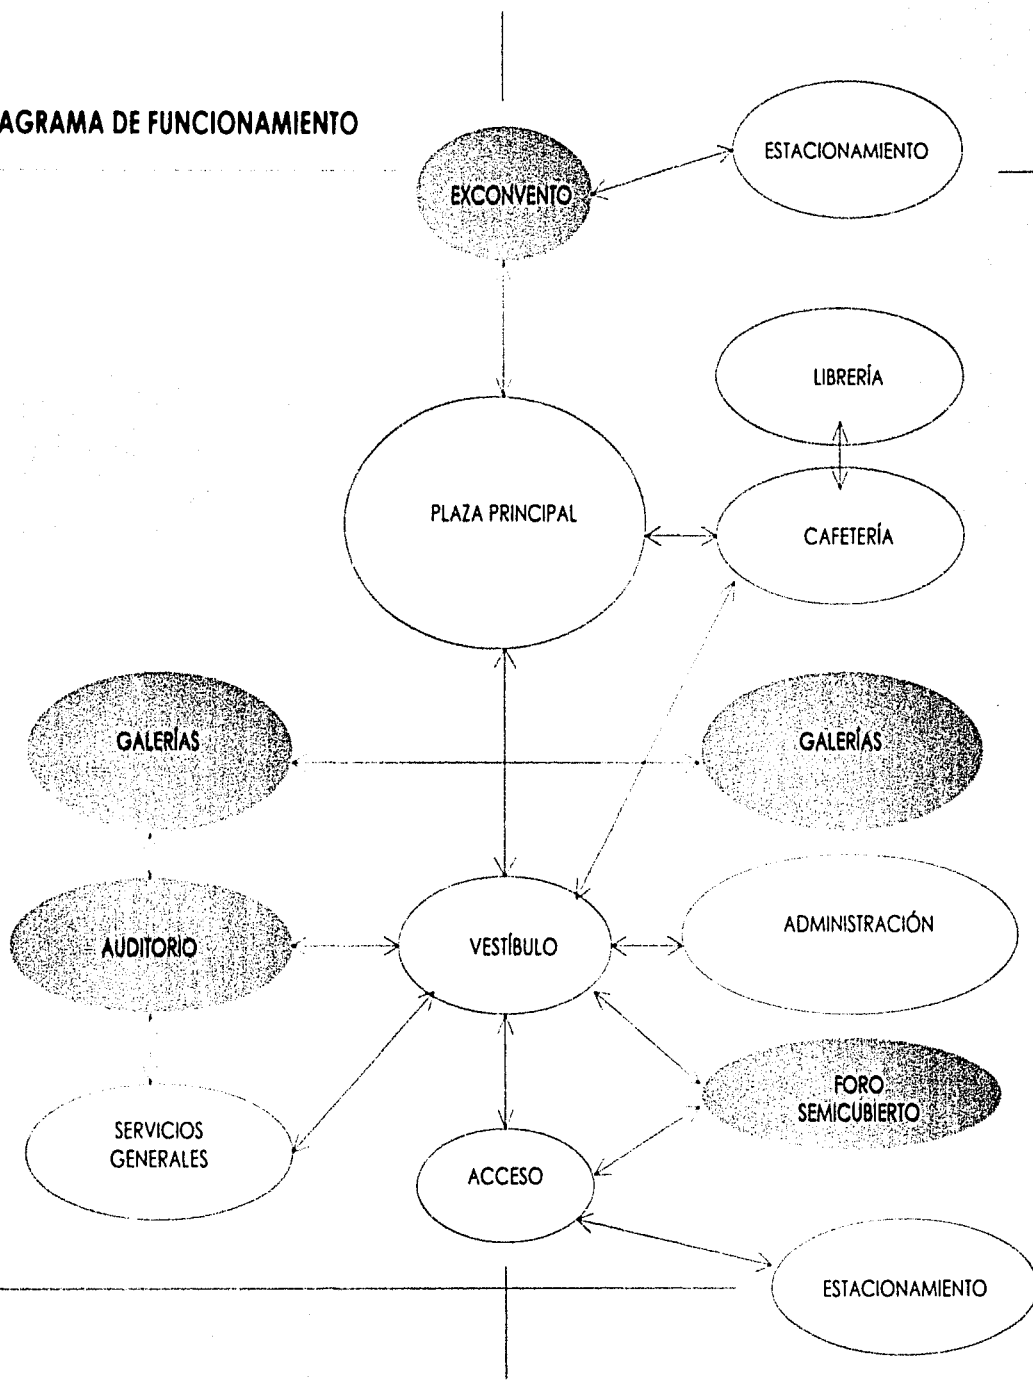 AGRAMA DE FUNCIONAMIENTO
ESTACIONAMIENTO
EXCONVENTO
LIBRERÍA
PLAZA PRINCIPAL
CAFETERÍA
GALERÍAS
GALERÍAS
AUDITORIO
VESTÍBULO
ADMINISTRACIÓN
FORO
SEMICUBIERTO
SERVICIOS
GENERALES
ACCESO
ESTACIONAMIENTO